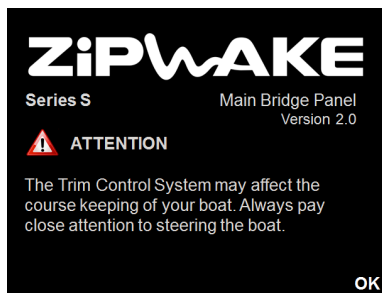 ZiPWAKE
Series S Main Bridge Panel
Version 2.0
ATTENTION
The Trim Control System may affect the
course keeping of your boat. Always pay
close attention to steering the boat.
OK